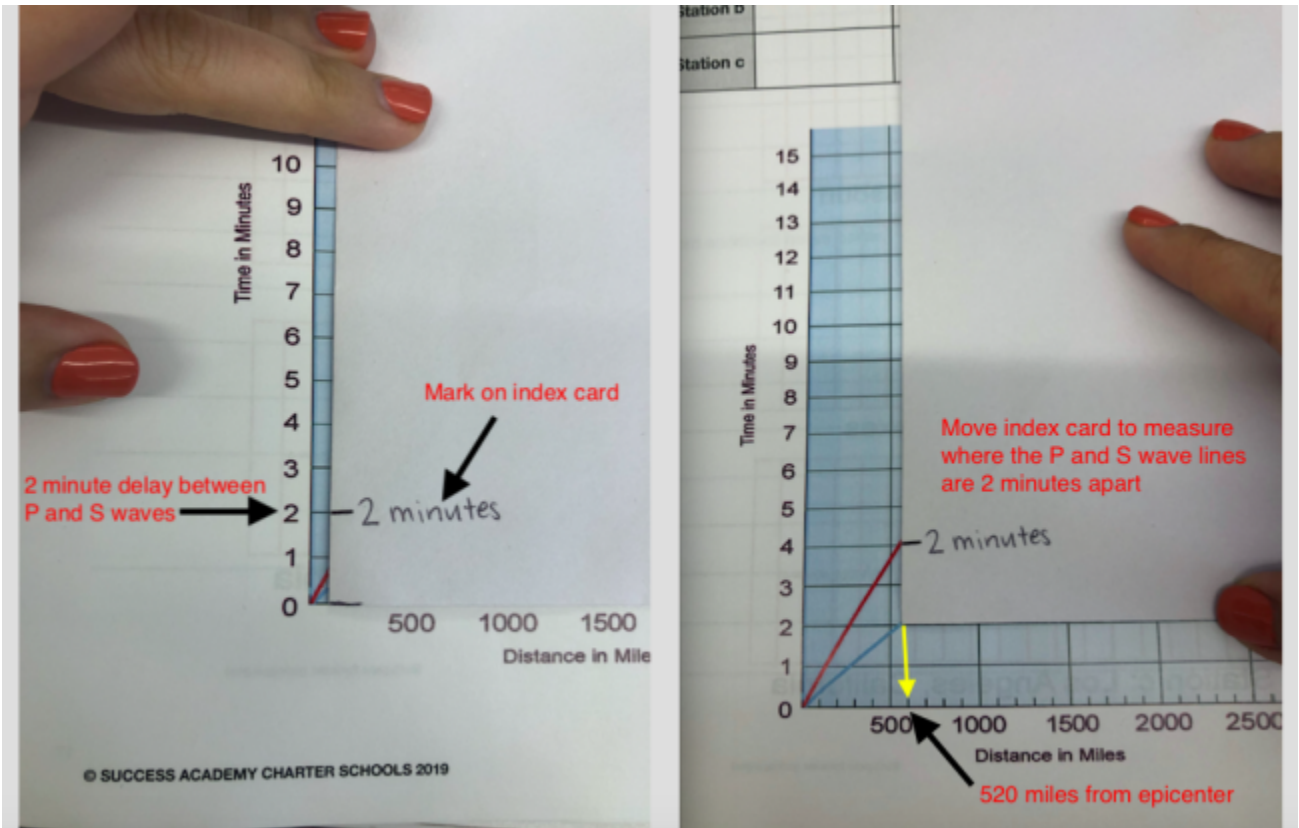 10
9
8
7
6
5
4
3
2
1
0
Time in Minutes
Mark on index card
2 minute delay between
P and S waves
2 minutes
500 1000 1500
Distance in Mile
© SUCCESS ACADEMY CHARTER SCHOOLS 2019
Station b
Station c
15
14
13
12
11
10
9
8
7
6
5
4
3
2
1
0
Time in Minutes
Move index card to measure
where the P and S wave lines
are 2 minutes apart
2 minutes
500 1000 1500 2000 2500
Distance in Miles
520 miles from epicenter